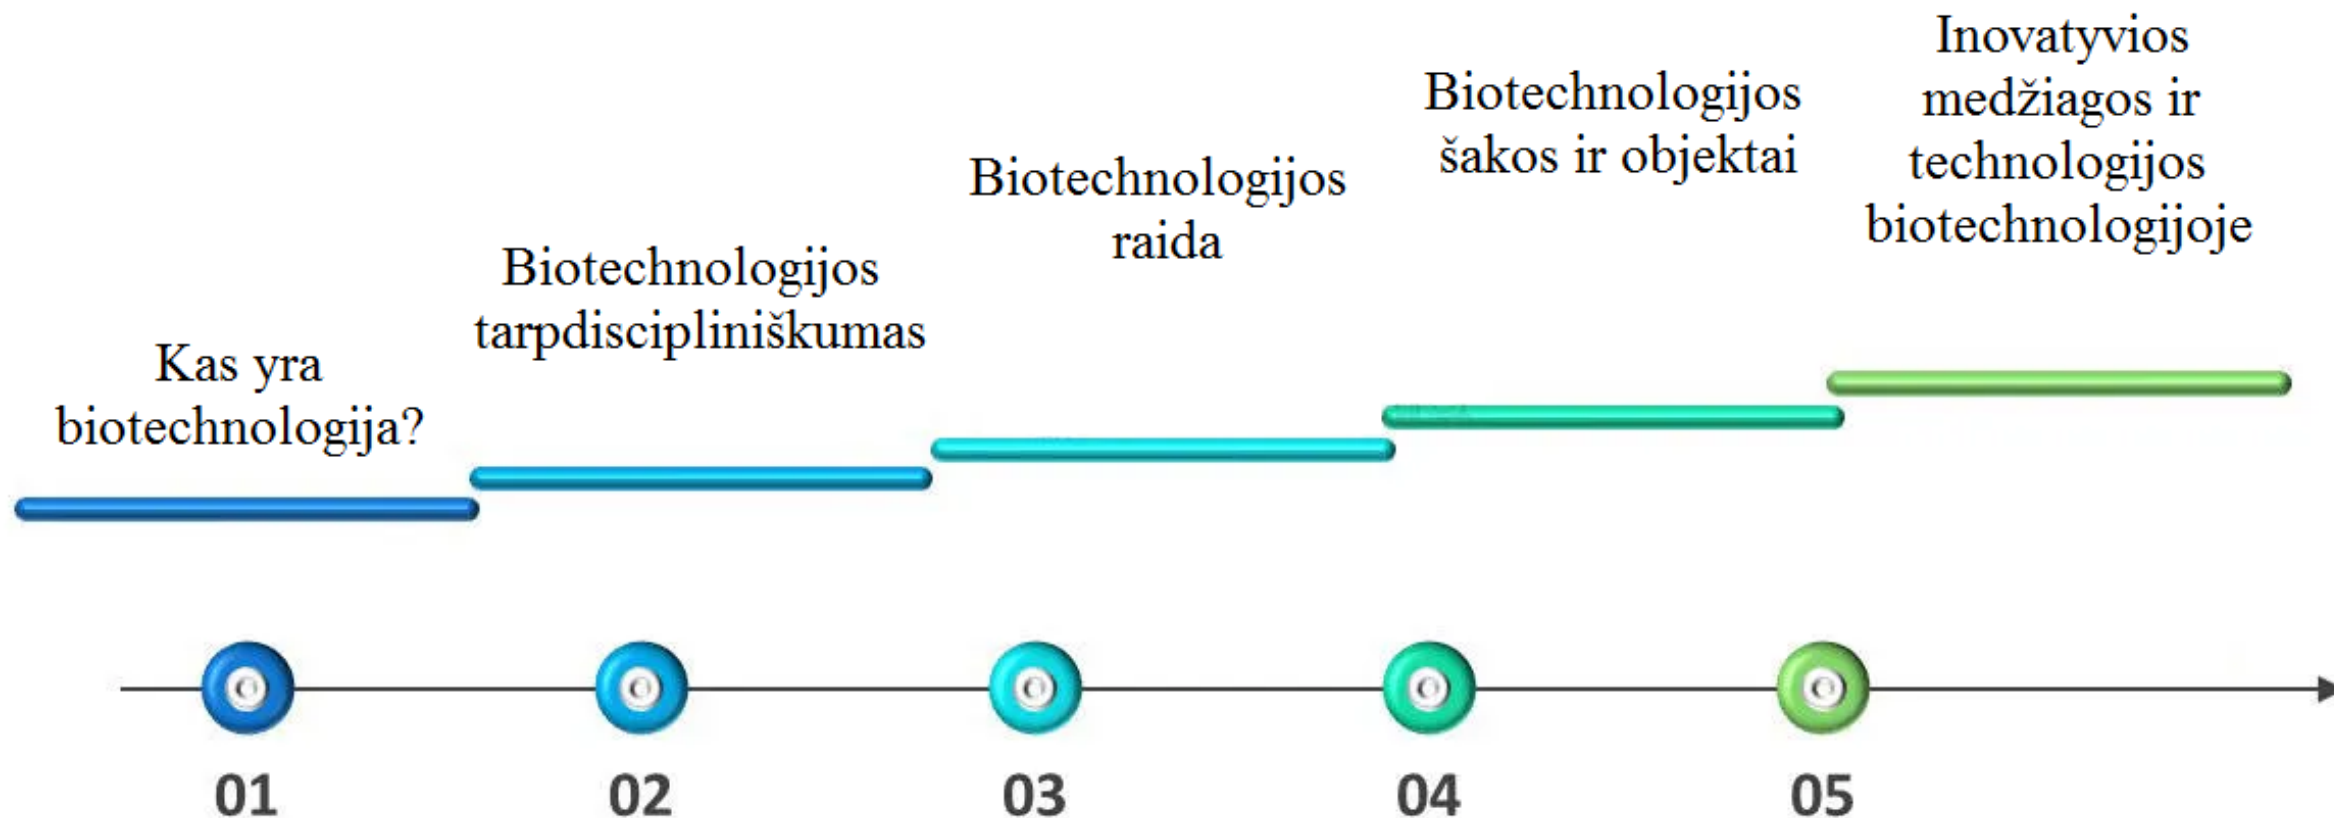 Kas yra
biotechnologija?
Biotechnologijos
tarpdiscipliniškumas
Biotechnologijos
raida
Biotechnologijos
šakos ir objektai
Inovatyvios
medžiagos ir
technologijos
biotechnologijoje
01
02
03
04
05